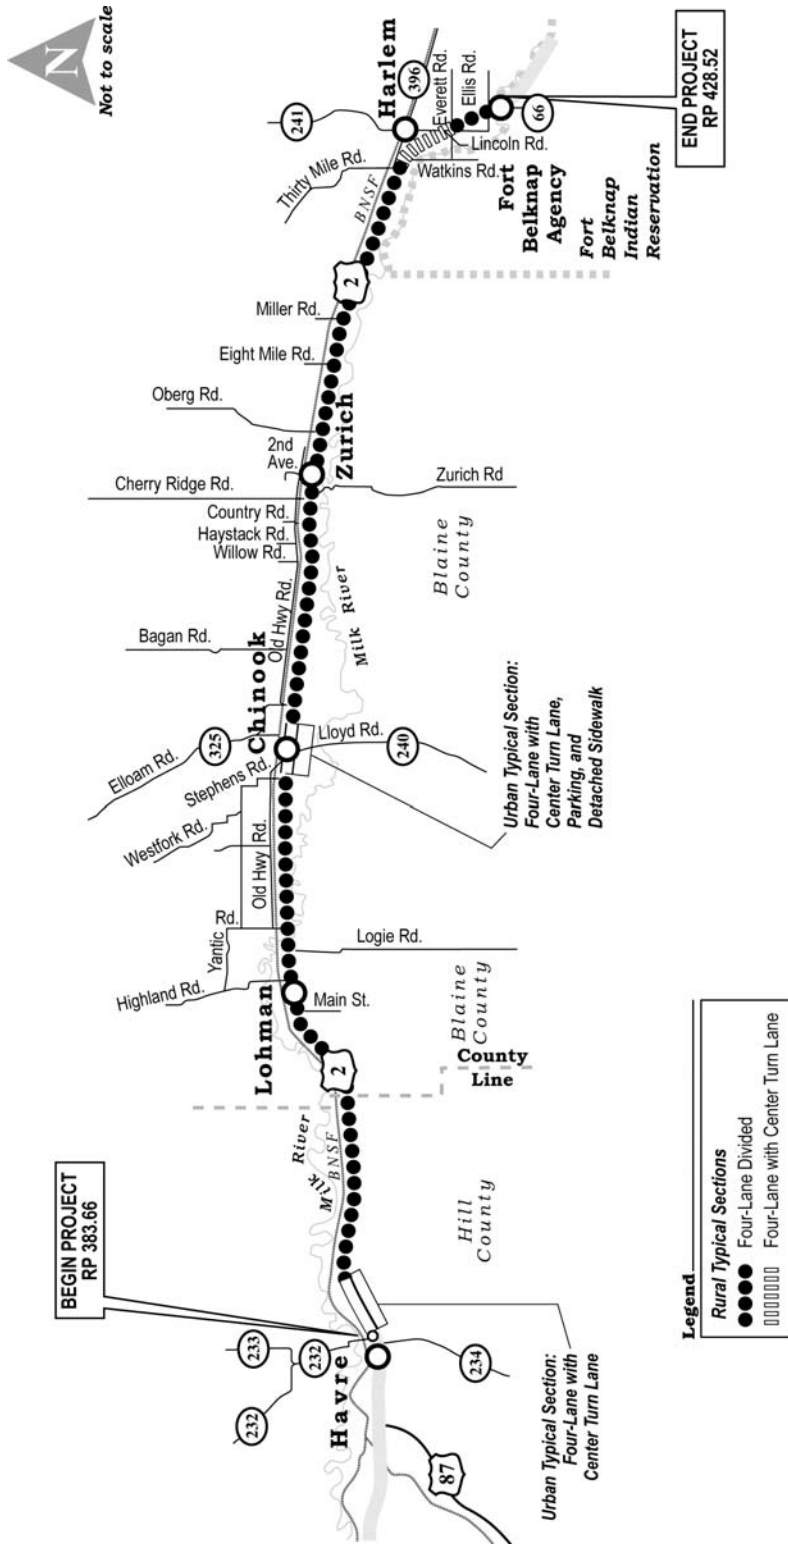 N
Not to scale
BEGIN PROJECT
RP 383.66
233
232
232
234
87
Havre
Urban Typical Section:
Four-Lane with
Center Turn Lane
Milk River
BNSF
Hill
County
2
County
Line
Blaine
County
Lohman
Main St.
Highland Rd.
Yantic Rd.
Logie Rd.
Old Hwy Rd.
Westfork Rd.
Stephens Rd.
Elloam Rd.
325
Chinook
Lloyd Rd.
240
Urban Typical Section:
Four-Lane with
Center Turn Lane,
Parking, and
Detached Sidewalk
Bagan Rd.
Old Hwy Rd.
Milk River
Willow Rd.
Haystack Rd.
Country Rd.
Cherry Ridge Rd.
2nd
Ave.
Zurich
Zurich Rd
Blaine
County
Oberg Rd.
Eight Mile Rd.
Miller Rd.
2
BNSF
Thirty Mile Rd.
241
Harlem
396
Everett Rd.
Ellis Rd.
Lincoln Rd.
Watkins Rd.
66
Fort
Belknap
Agency
Fort
Belknap
Indian
Reservation
END PROJECT
RP 428.52
Legend
Rural Typical Sections
Four-Lane Divided
Four-Lane with Center Turn Lane